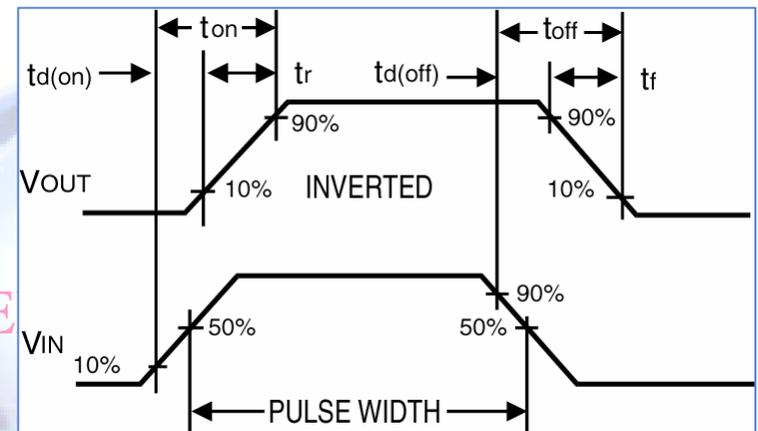 ton
toff
td(on)
tr
td(off)
tf
90%
90%
VOUT
10%
INVERTED
10%
90%
50%
50%
VIN
10%
PULSE WIDTH
E